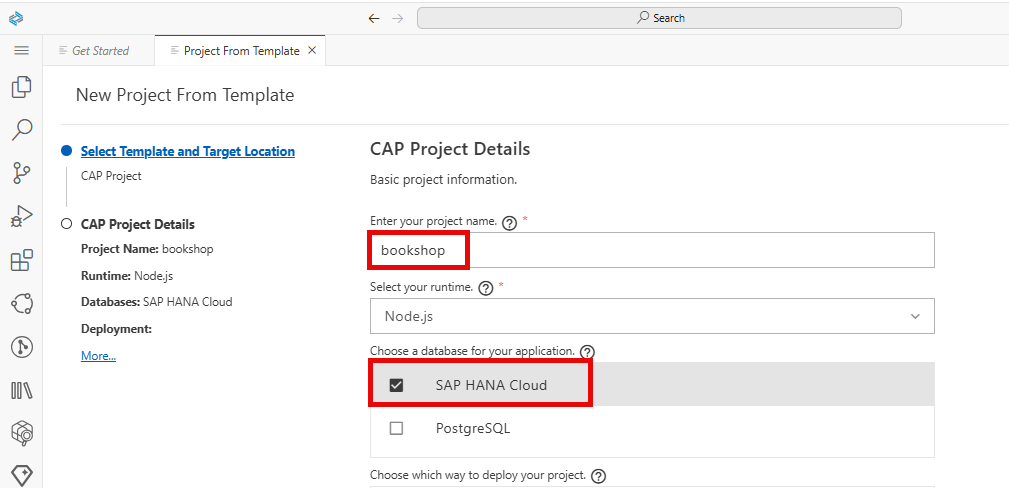 Search
Get Started
Project From Template
New Project From Template
Select Template and Target Location
CAP Project
CAP Project Details
Project Name: bookshop
Runtime: Node.js
Databases: SAP HANA Cloud
Deployment:
More...
CAP Project Details
Basic project information.
Enter your project name. *
bookshop
Select your runtime. *
Node.js
Choose a database for your application.
SAP HANA Cloud
PostgreSQL
Choose which way to deploy your project.